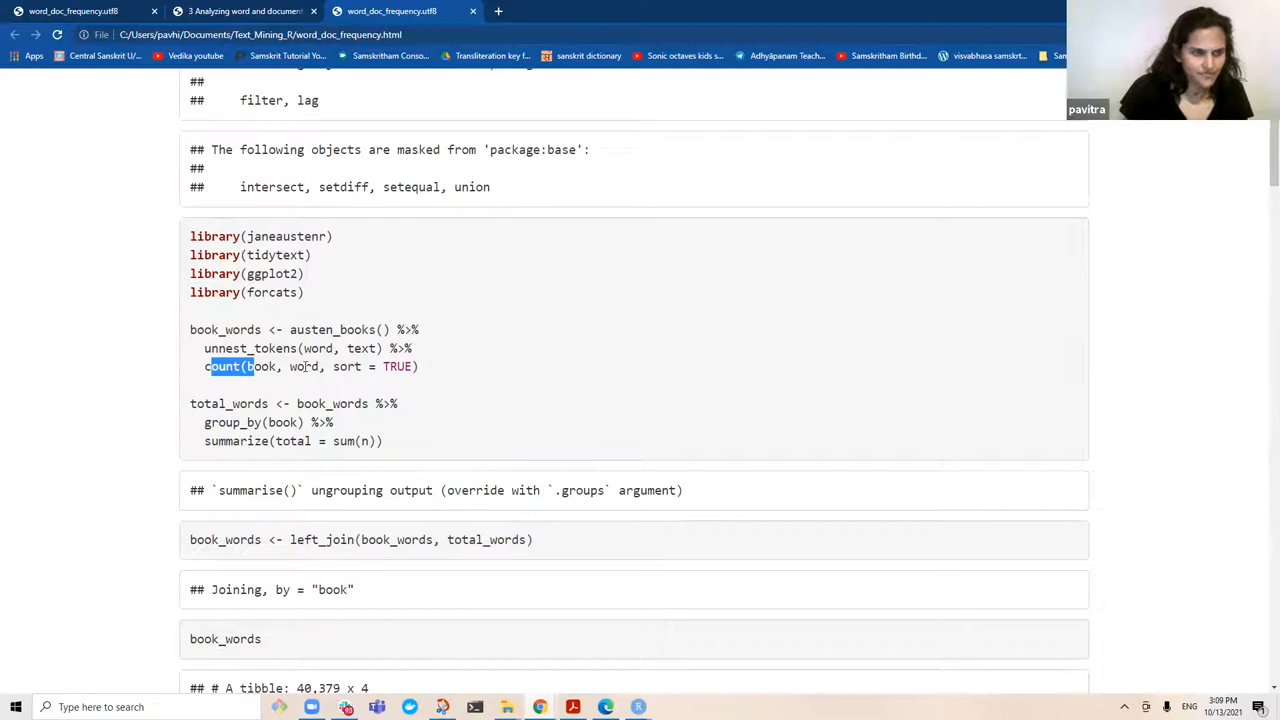 word_doc_frequency.utf8
3 Analyzing word and document
word_doc_frequency.utf8
File
C:/Users/pavhi/Documents/Text_Mining_R/word_doc_frequency.html
Apps
Central Sanskrit U/...
Vedika youtube
Samskrit Tutorial Vi...
Samskritham Conso...
Transliteration key f...
sanskrit dictionary
Sonic octaves kids s...
Adhyāpanam Teach...
Samskritam Birthd...
visvabhasa samskrt...
pavitra
##
## filter, lag
## The following objects are masked from 'package:base':
##
## intersect, setdiff, setequal, union
library(janeaustenr)
library(tidytext)
library(ggplot2)
library(forcats)
book_words <- austen_books() %>%
unnest_tokens(word, text) %>%
count(book, word, sort = TRUE)
total_words <- book_words %>%
group_by(book) %>%
summarize(total = sum(n))
## `summarise()` ungrouping output (override with `.groups` argument)
book_words <- left_join(book_words, total_words)
## Joining, by = "book"
book_words
## # A tibble: 40,379 x 4
Type here to search
ENG
3:09 PM
10/13/2021